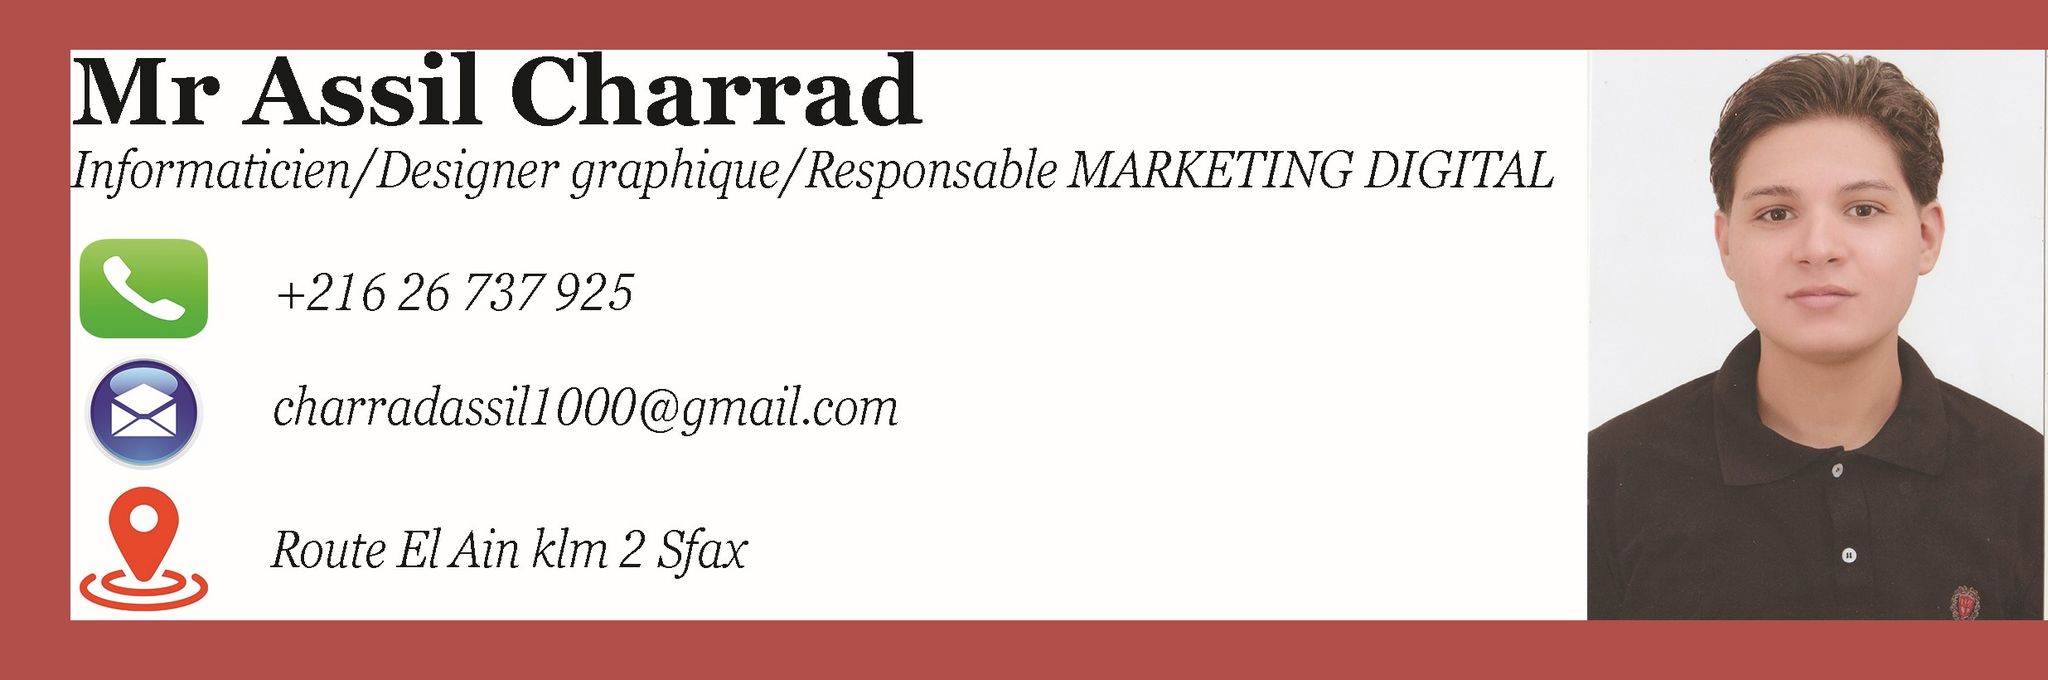 Mr Assil Charrad
Informaticien/Designer graphique/Responsable MARKETING DIGITAL
+216 26 737 925
charradassil1000@gmail.com
Route El Ain klm 2 Sfax